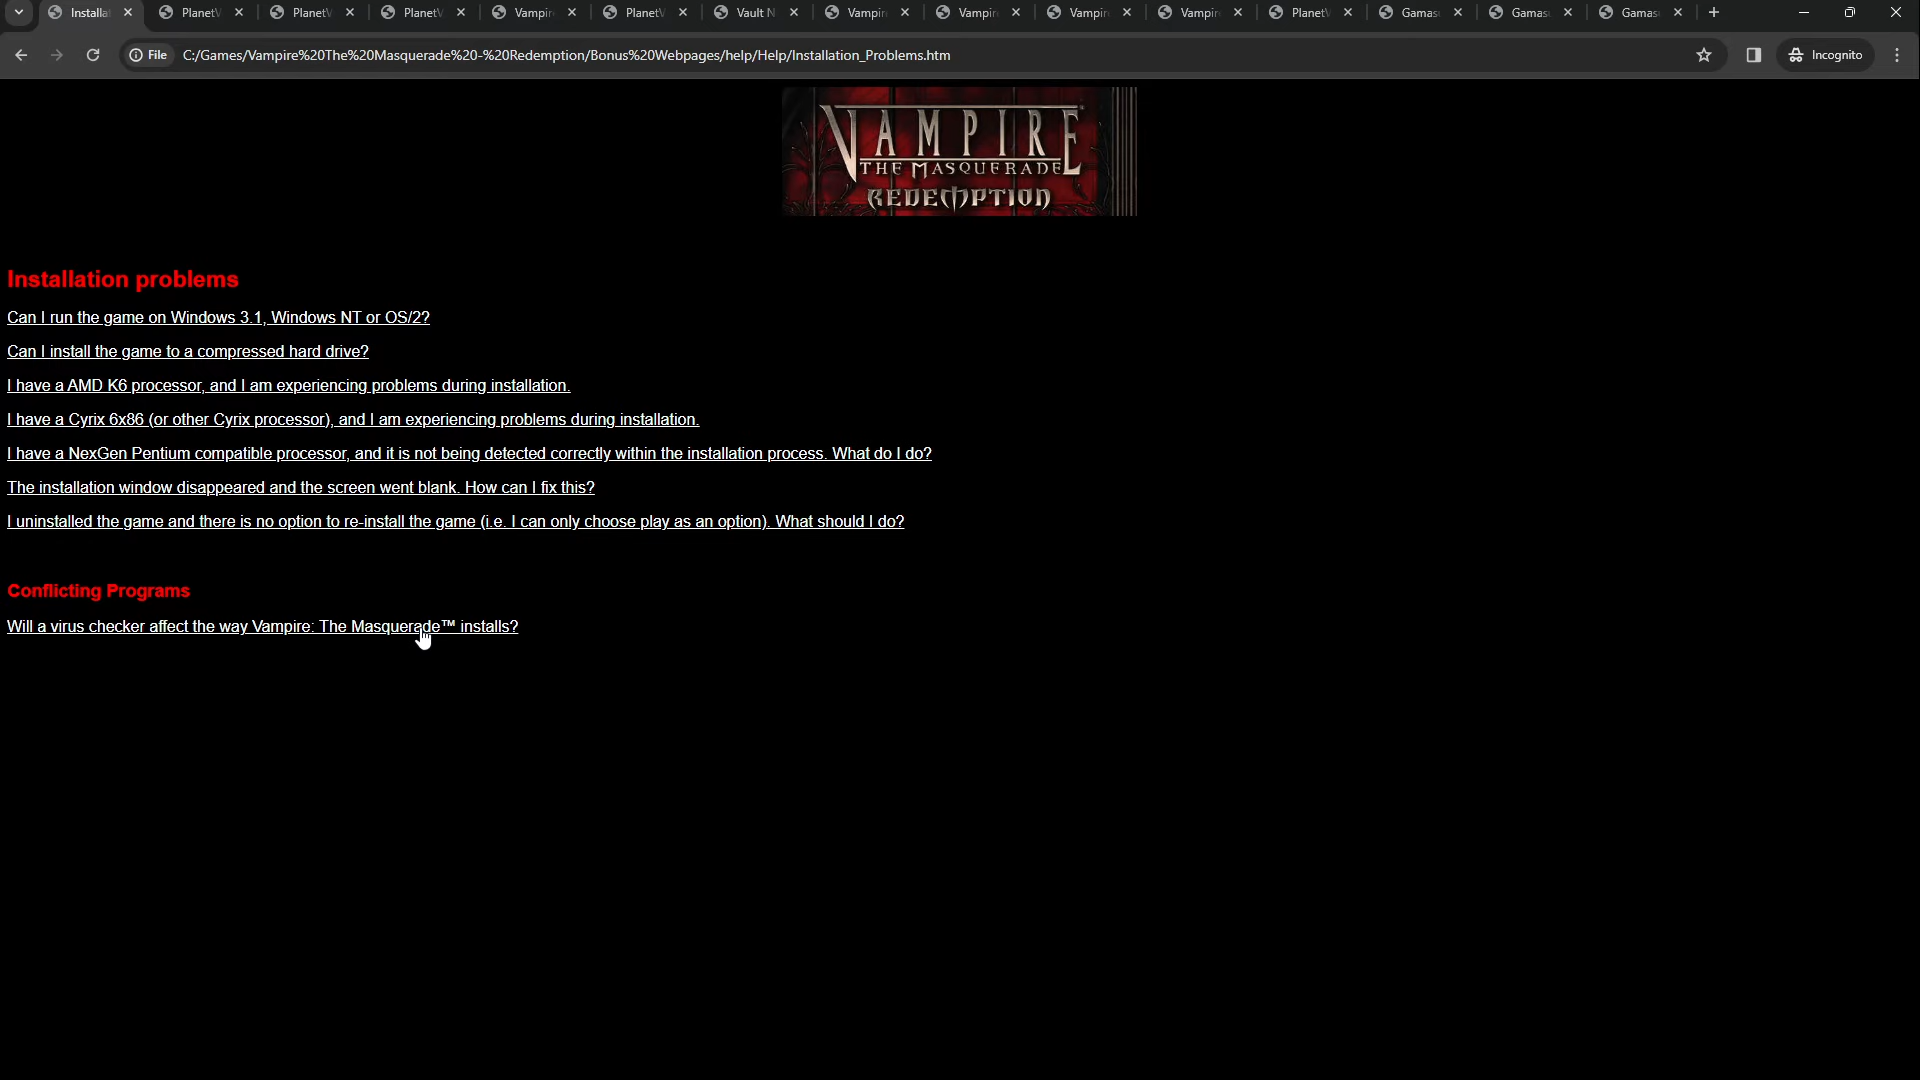 Installa
PlanetV
PlanetV
PlanetV
Vampir
PlanetV
Vault N
Vampir
Vampir
Vampir
Vampir
PlanetV
Gamas
Gamas
Gamas
File
C:/Games/Vampire%20The%20Masquerade%20-%20Redemption/Bonus%20Webpages/help/Help/Installation_Problems.htm
Incognito
VAMPIRE
THE MASQUERADE
REDEMPTION
Installation problems
Can I run the game on Windows 3.1, Windows NT or OS/2?
Can I install the game to a compressed hard drive?
I have a AMD K6 processor, and I am experiencing problems during installation.
I have a Cyrix 6x86 (or other Cyrix processor), and I am experiencing problems during installation.
I have a NexGen Pentium compatible processor, and it is not being detected correctly within the installation process. What do I do?
The installation window disappeared and the screen went blank. How can I fix this?
I uninstalled the game and there is no option to re-install the game (i.e. I can only choose play as an option). What should I do?
Conflicting Programs
Will a virus checker affect the way Vampire: The Masquerade™ installs?